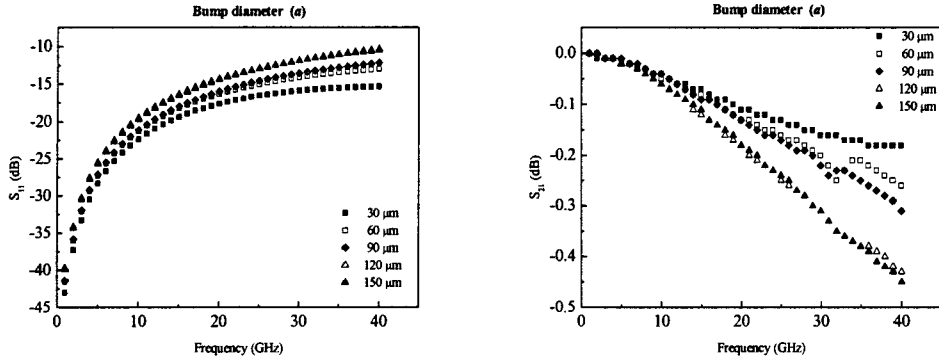 Bump diameter (a)
-10
-15
-20
-25
-30
-35
-40
-45
S11 (dB)
30 µm
60 µm
90 µm
120 µm
150 µm
0 10 20 30 40 50
Frequency (GHz)
Bump diameter (a)
30 µm
60 µm
90 µm
120 µm
150 µm
0.0
-0.1
-0.2
-0.3
-0.4
-0.5
S21 (dB)
0 10 20 30 40
Frequency (GHz)